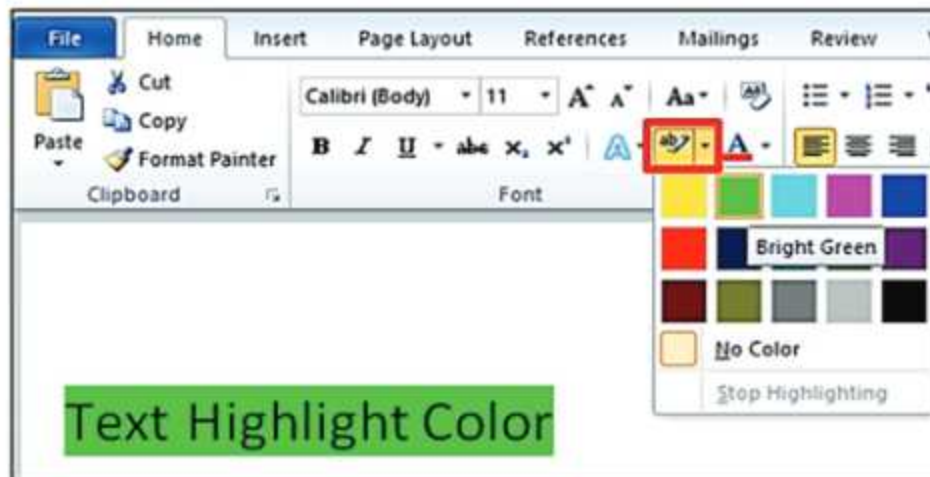 File Home Insert Page Layout References Mailings Review
Cut
Calibri (Body) 11 A A Aa
Copy
Paste
Format Painter
B I U abc x₂ x² A ab A
Clipboard Font
Bright Green
No Color
Stop Highlighting
Text Highlight Color